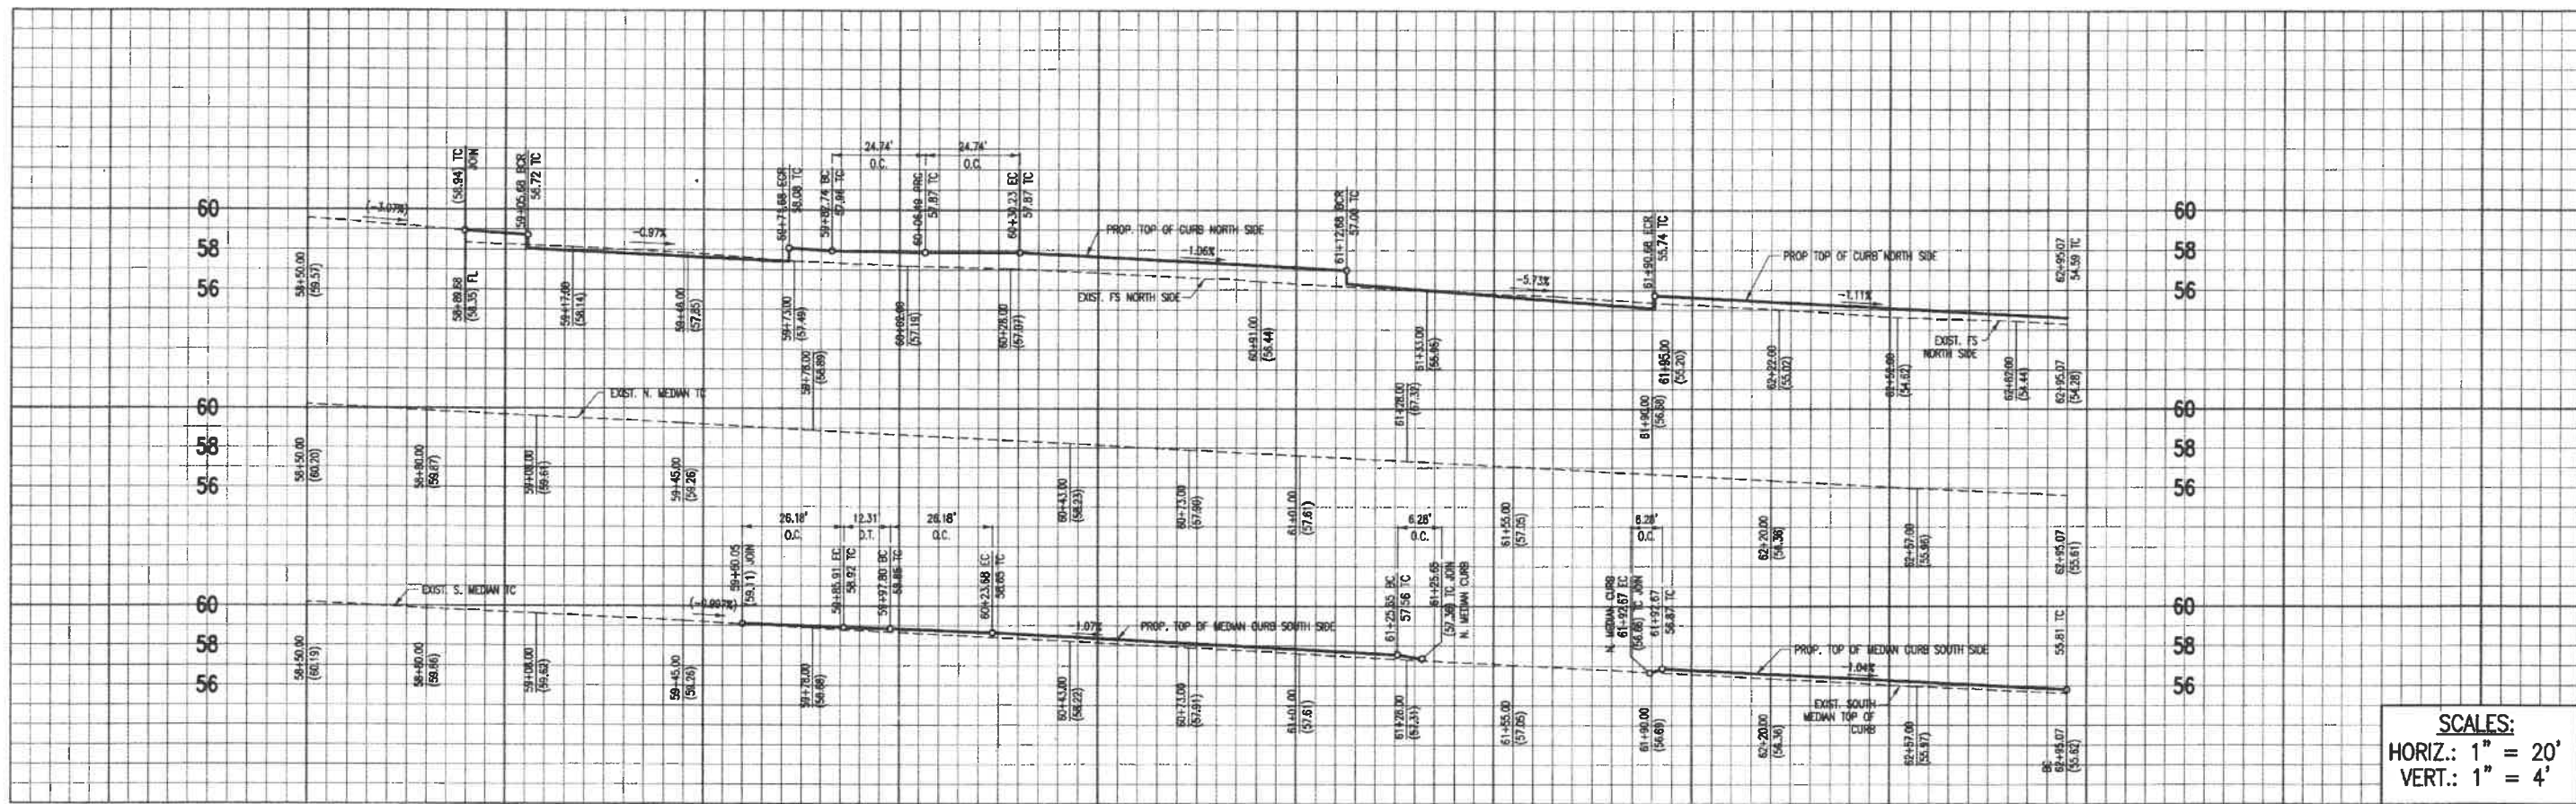 (58.94) TC
JOIN
59+05.68 BCR
58.72 TC
(-3.07%)
58+50.00
(59.57)
58+89.68
(58.35) FL
59+17.00
(58.14)
-0.97%
59+46.00
(57.85)
58.08 TC
59+73.00
(57.49)
24.74'
O.C.
24.74'
O.C.
59+82.74 BC
57.96 TC
60+06.49 PRC
57.87 TC
60+30.23 EC
57.87 TC
(57.19)
60+28.00
(57.07)
PROP. TOP OF CURB NORTH SIDE
-1.06%
EXIST. FS NORTH SIDE
60+91.00
(56.44)
61+12.68 BCR
57.00 TC
61+33.00
-5.73%
61+90.68 ECR
55.74 TC
61+95.00
(55.20)
PROP TOP OF CURB NORTH SIDE
-1.11%
62+22.00
(55.02)
62+50.00
(54.62)
EXIST. FS
NORTH SIDE
62+82.00
(54.44)
62+95.07
54.59 TC
62+95.07
(54.28)
60
58
56
60
58
56
EXIST. N. MEDIAN TC
58+50.00
(60.20)
58+80.00
(59.87)
59+08.00
(59.61)
59+45.00
(59.26)
59+78.00
(58.89)
60+43.00
(58.23)
60+73.00
(57.90)
61+01.00
(57.61)
61+28.00
(57.32)
61+55.00
(57.05)
61+90.00
(56.68)
62+20.00
(56.36)
62+57.00
(55.96)
62+95.07
(55.61)
60
58
56
60
58
56
EXIST. S. MEDIAN TC
58+50.00
(60.19)
58+80.00
(59.86)
59+08.00
(59.62)
59+45.00
(59.26)
59+60.05
(59.11) JOIN
26.18'
O.C.
12.31'
O.T.
26.18'
O.C.
59+85.91 EC
58.92 TC
59+97.80 BC
60+23.68 EC
58.65 TC
59+78.00
(58.88)
60+43.00
(58.22)
-1.07%
PROP. TOP OF MEDIAN CURB SOUTH SIDE
60+73.00
(57.91)
61+01.00
(57.61)
61+25.65 BC
57.56 TC
6.28'
O.C.
61+25.65
(57.36) TC JOIN
N. MEDIAN CURB
61+28.00
(57.31)
61+55.00
(57.05)
N. MEDIAN CURB
61+92.67 EC
(56.66) TC JOIN
61+92.67
56.87 TC
6.28'
O.C.
61+90.00
(56.69)
PROP. TOP OF MEDIAN CURB SOUTH SIDE
-1.04%
62+20.00
(56.36)
EXIST. SOUTH
MEDIAN TOP OF
CURB
62+57.00
(55.97)
55.81 TC
BC
62+95.07
(55.62)
60
58
56
60
58
56
SCALES:
HORIZ.: 1" = 20'
VERT.: 1" = 4'